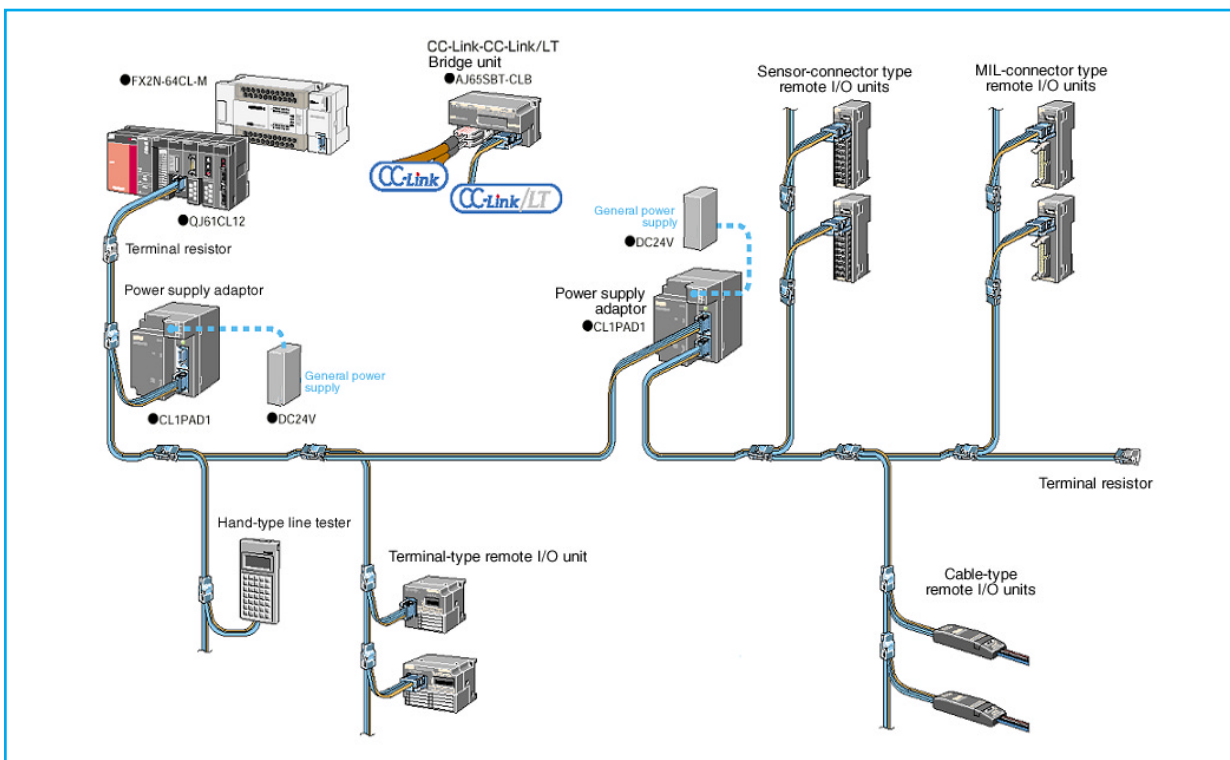 ●FX2N-64CL-M
CC-Link-CC-Link/LT
Bridge unit
●AJ65SBT-CLB
Sensor-connector type
remote I/O units
MIL-connector type
remote I/O units
CC-Link
CC-Link/LT
●QJ61CL12
General power
supply
●DC24V
Terminal resistor
Power supply adaptor
Power supply
adaptor
●CL1PAD1
General power
supply
●CL1PAD1
●DC24V
Terminal resistor
Hand-type line tester
Terminal-type remote I/O unit
Cable-type
remote I/O units